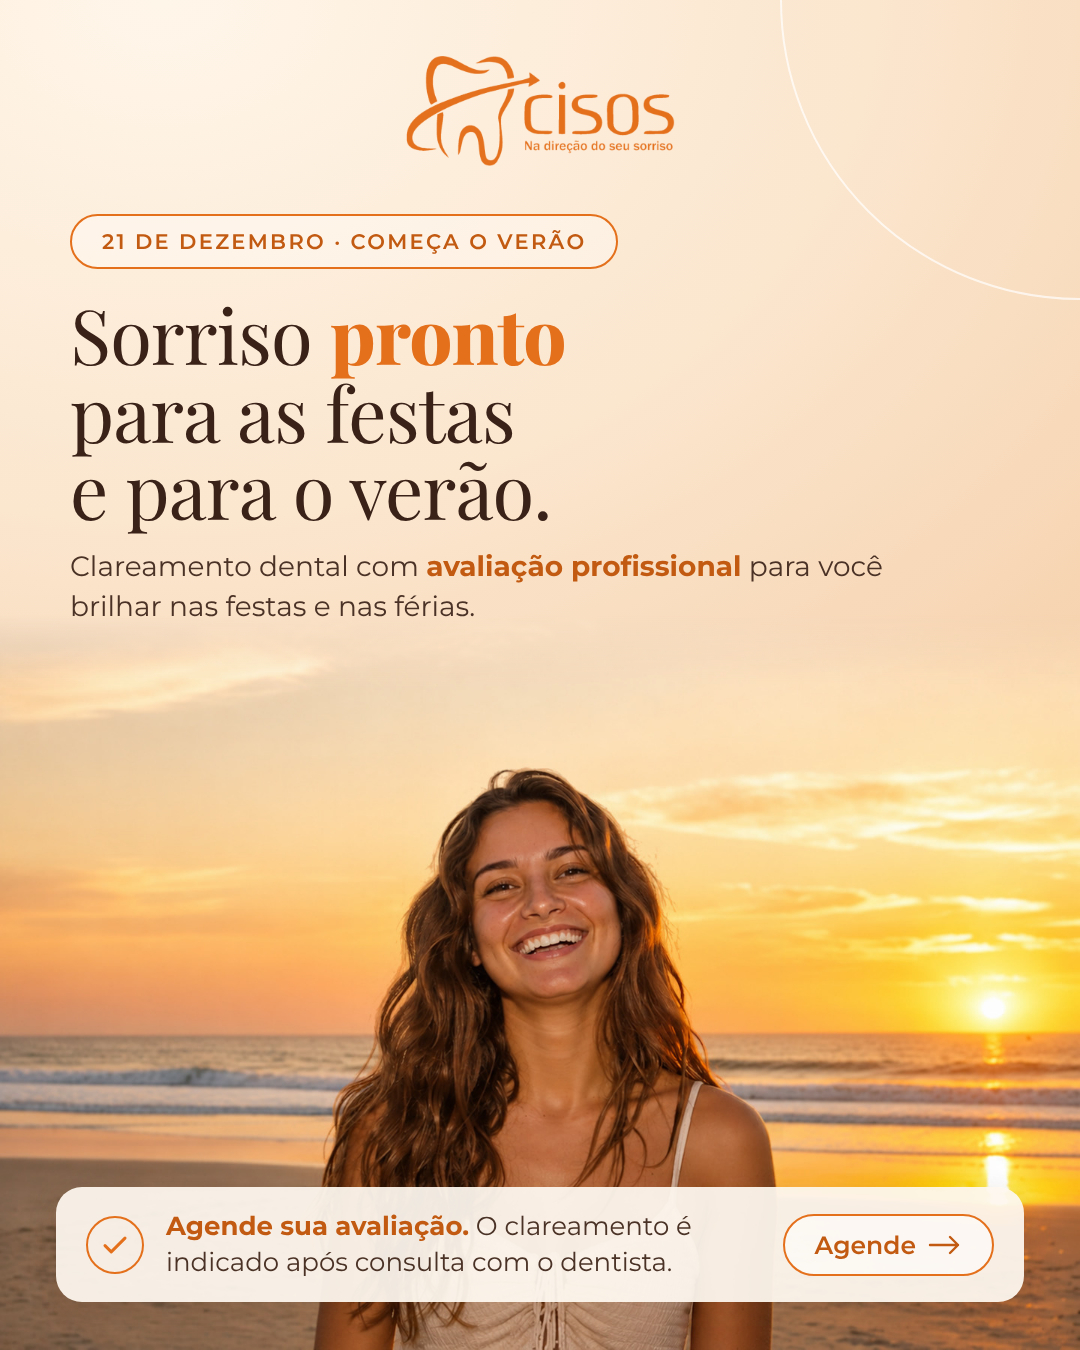 cisos
Na direção do seu sorriso
21 DE DEZEMBRO · COMEÇA O VERÃO
Sorriso pronto
para as festas
e para o verão.
Clareamento dental com avaliação profissional para você
brilhar nas festas e nas férias.
Agende sua avaliação. O clareamento é
indicado após consulta com o dentista.
Agende →